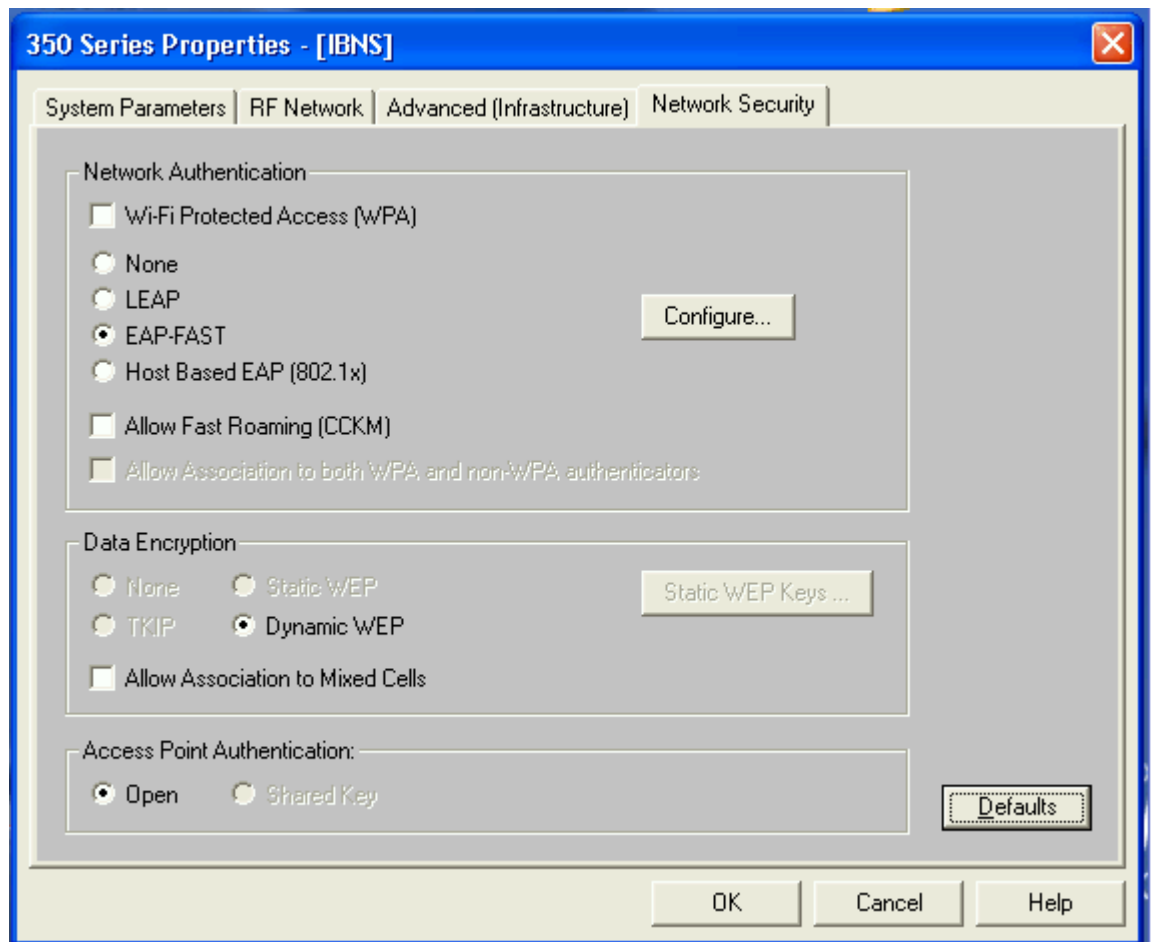 350 Series Properties - [IBNS]
System Parameters RF Network Advanced (Infrastructure) Network Security
Network Authentication
Wi-Fi Protected Access (WPA)
None
LEAP
Configure...
EAP-FAST
Host Based EAP (802.1x)
Allow Fast Roaming (CCKM)
Allow Association to both WPA and non-WPA authenticators
Data Encryption
None Static WEP Static WEP Keys ...
TKIP Dynamic WEP
Allow Association to Mixed Cells
Access Point Authentication:
Open Shared Key
Defaults
OK Cancel Help